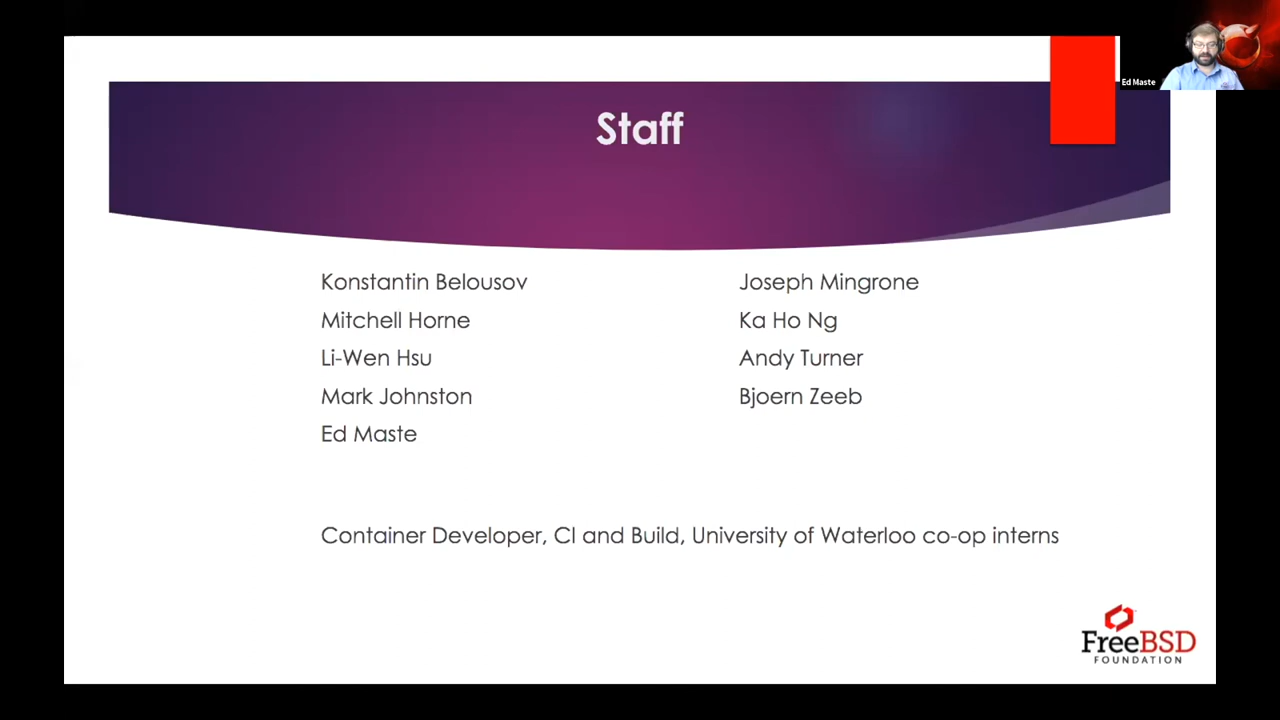 Ed Maste
Staff
Konstantin Belousov
Mitchell Horne
Li-Wen Hsu
Mark Johnston
Ed Maste
Joseph Mingrone
Ka Ho Ng
Andy Turner
Bjoern Zeeb
Container Developer, CI and Build, University of Waterloo co-op interns
FreeBSD
FOUNDATION